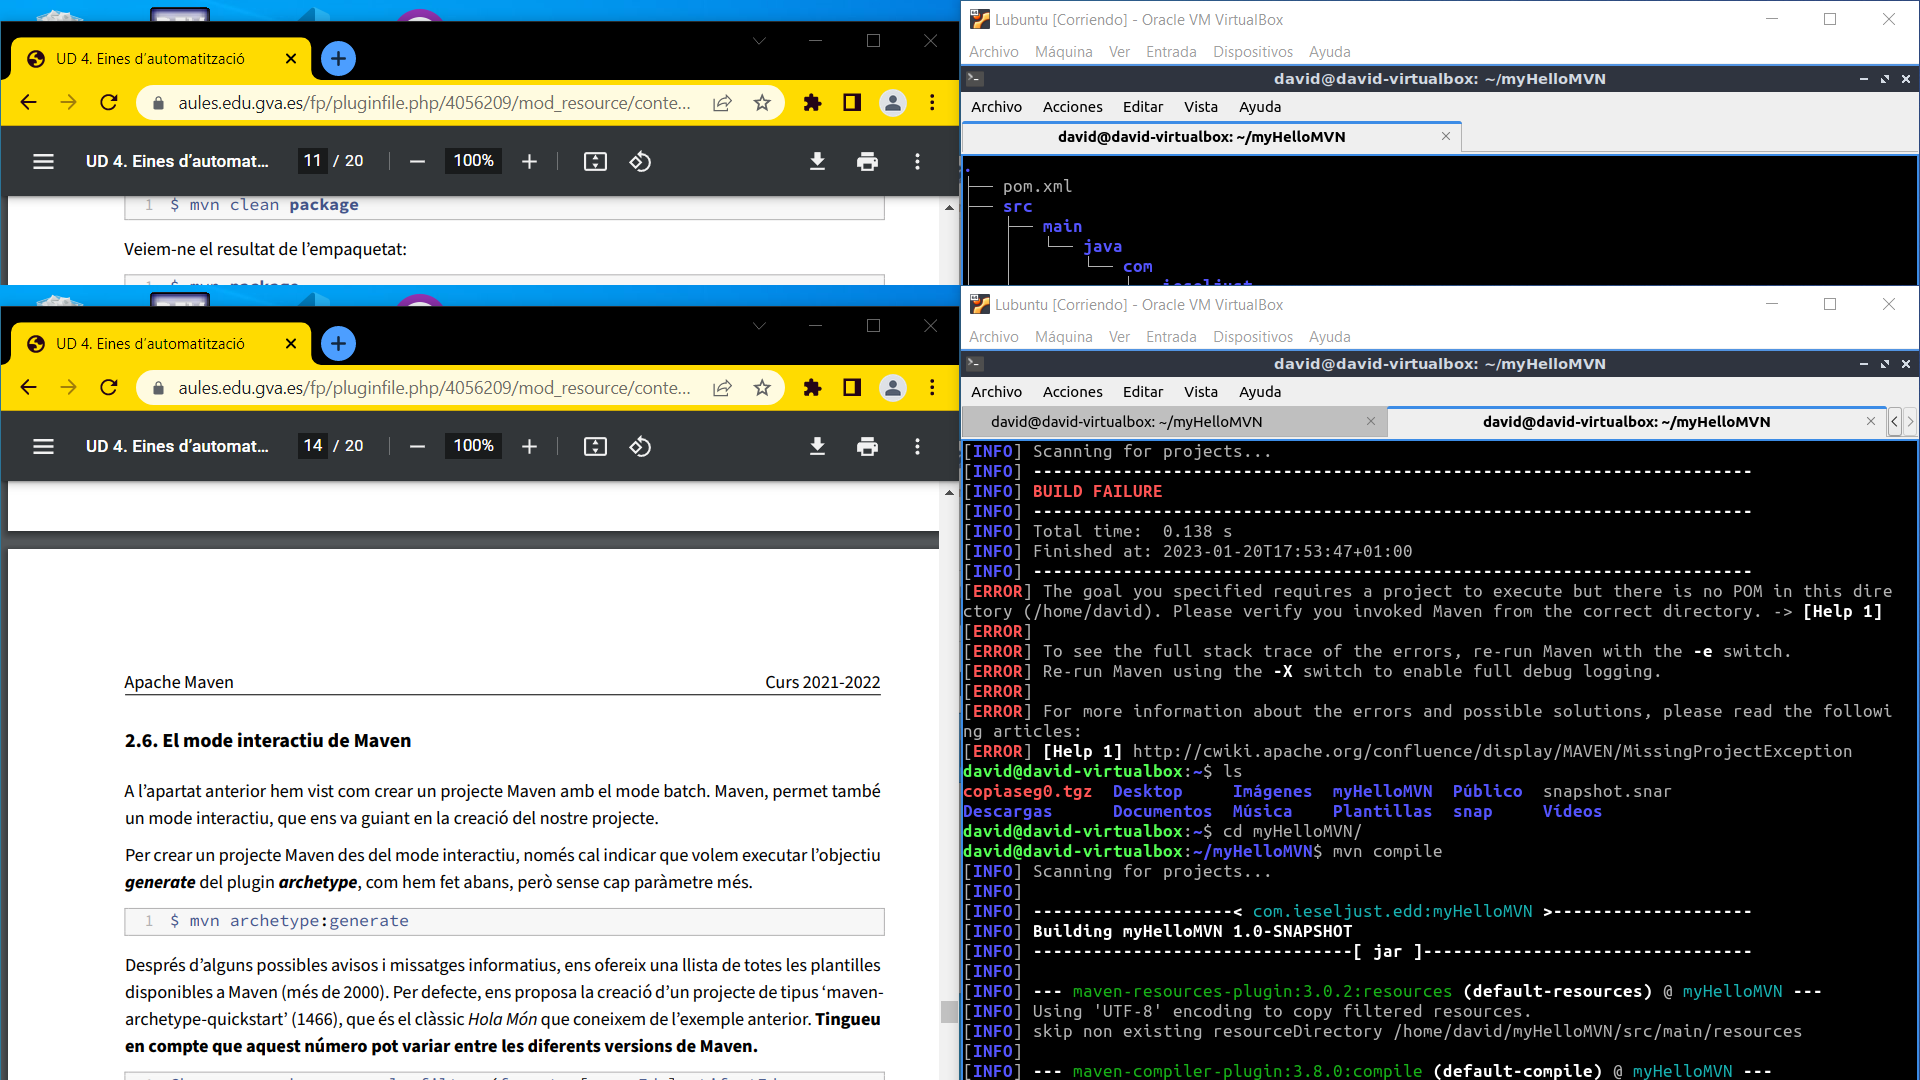 UD 4. Eines d'automatització
aules.edu.gva.es/fp/pluginfile.php/4056209/mod_resource/conte...
UD 4. Eines d'automat... 11 / 20 100%
1 $ mvn clean package
Veiem-ne el resultat de l'empaquetat:
Lubuntu [Corriendo] - Oracle VM VirtualBox
Archivo Máquina Ver Entrada Dispositivos Ayuda
david@david-virtualbox: ~/myHelloMVN
Archivo Acciones Editar Vista Ayuda
david@david-virtualbox: ~/myHelloMVN
.
├── pom.xml
├── src
│   ├── main
│   │   └── java
│   │       └── com
ieseljust
UD 4. Eines d'automatització
aules.edu.gva.es/fp/pluginfile.php/4056209/mod_resource/conte...
UD 4. Eines d'automat... 14 / 20 100%
Apache Maven Curs 2021-2022
2.6. El mode interactiu de Maven
A l'apartat anterior hem vist com crear un projecte Maven amb el mode batch. Maven, permet també
un mode interactiu, que ens va guiant en la creació del nostre projecte.
Per crear un projecte Maven des del mode interactiu, només cal indicar que volem executar l'objectiu
generate del plugin archetype, com hem fet abans, però sense cap paràmetre més.
1 $ mvn archetype:generate
Després d'alguns possibles avisos i missatges informatius, ens ofereix una llista de totes les plantilles
disponibles a Maven (més de 2000). Per defecte, ens proposa la creació d'un projecte de tipus 'maven-
archetype-quickstart' (1466), que és el clàssic Hola Món que coneixem de l'exemple anterior. Tingueu
en compte que aquest número pot variar entre les diferents versions de Maven.
Lubuntu [Corriendo] - Oracle VM VirtualBox
Archivo Máquina Ver Entrada Dispositivos Ayuda
david@david-virtualbox: ~/myHelloMVN
Archivo Acciones Editar Vista Ayuda
david@david-virtualbox: ~/myHelloMVN david@david-virtualbox: ~/myHelloMVN
[INFO] Scanning for projects...
[INFO] ------------------------------------------------------------------------
[INFO] BUILD FAILURE
[INFO] ------------------------------------------------------------------------
[INFO] Total time:  0.138 s
[INFO] Finished at: 2023-01-20T17:53:47+01:00
[INFO] ------------------------------------------------------------------------
[ERROR] The goal you specified requires a project to execute but there is no POM in this dire
ctory (/home/david). Please verify you invoked Maven from the correct directory. -> [Help 1]
[ERROR]
[ERROR] To see the full stack trace of the errors, re-run Maven with the -e switch.
[ERROR] Re-run Maven using the -X switch to enable full debug logging.
[ERROR]
[ERROR] For more information about the errors and possible solutions, please read the followi
ng articles:
[ERROR] [Help 1] http://cwiki.apache.org/confluence/display/MAVEN/MissingProjectException
david@david-virtualbox:~$ ls
copiaseg0.tgz Desktop Imágenes myHelloMVN Público snapshot.snar
Descargas Documentos Música Plantillas snap Vídeos
david@david-virtualbox:~$ cd myHelloMVN/
david@david-virtualbox:~/myHelloMVN$ mvn compile
[INFO] Scanning for projects...
[INFO]
[INFO] --------------------< com.ieseljust.edd:myHelloMVN >--------------------
[INFO] Building myHelloMVN 1.0-SNAPSHOT
[INFO] --------------------------------[ jar ]---------------------------------
[INFO]
[INFO] --- maven-resources-plugin:3.0.2:resources (default-resources) @ myHelloMVN ---
[INFO] Using 'UTF-8' encoding to copy filtered resources.
[INFO] skip non existing resourceDirectory /home/david/myHelloMVN/src/main/resources
[INFO]
[INFO] --- maven-compiler-plugin:3.8.0:compile (default-compile) @ myHelloMVN ---